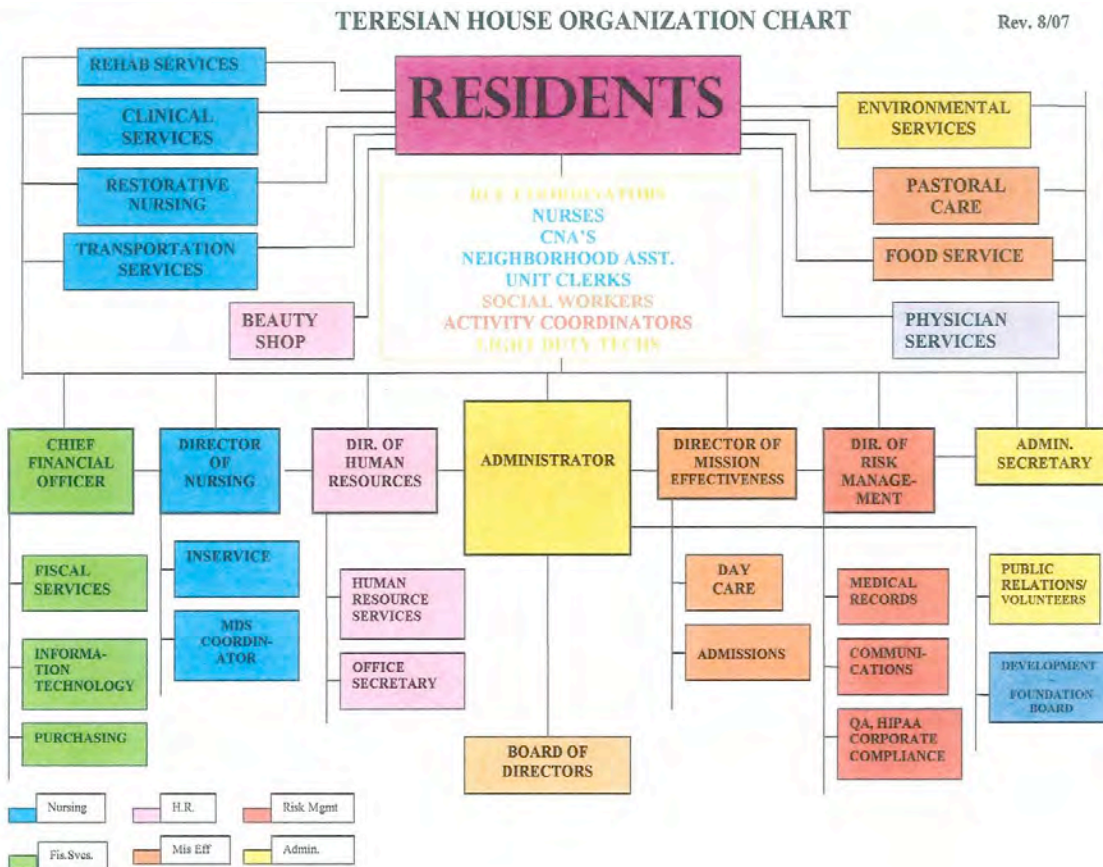 TERESIAN HOUSE ORGANIZATION CHART
Rev. 8/07
REHAB SERVICES
CLINICAL
SERVICES
RESTORATIVE
NURSING
TRANSPORTATION
SERVICES
BEAUTY
SHOP
RESIDENTS
NURSES
CNA'S
NEIGHBORHOOD ASST.
UNIT CLERKS
SOCIAL WORKERS
ACTIVITY COORDINATORS
LIGHT DUTY TECHS
ENVIRONMENTAL
SERVICES
PASTORAL
CARE
FOOD SERVICE
PHYSICIAN
SERVICES
CHIEF
FINANCIAL
OFFICER
DIRECTOR
OF
NURSING
DIR. OF
HUMAN
RESOURCES
ADMINISTRATOR
DIRECTOR OF
MISSION
EFFECTIVENESS
DIR. OF
RISK
MANAGE-
MENT
ADMIN.
SECRETARY
FISCAL
SERVICES
INFORMA-
TION
TECHNOLOGY
PURCHASING
INSERVICE
MDS
COORDIN-
ATOR
HUMAN
RESOURCE
SERVICES
OFFICE
SECRETARY
BOARD OF
DIRECTORS
DAY
CARE
ADMISSIONS
MEDICAL
RECORDS
COMMUNI-
CATIONS
QA, HIPAA
CORPORATE
COMPLIANCE
PUBLIC
RELATIONS/
VOLUNTEERS
DEVELOPMENT
FOUNDATION
BOARD
Nursing
H.R.
Risk Mgmt
Fis.Svcs.
Mis Eff
Admin.